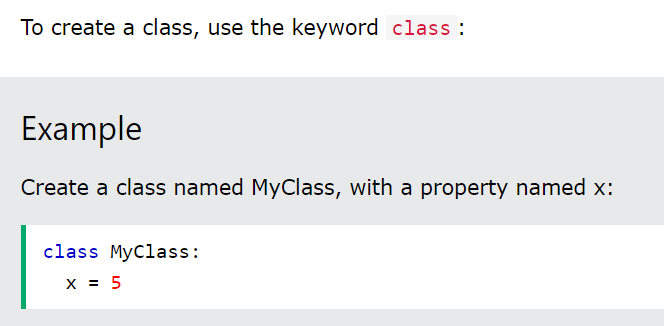 To create a class, use the keyword class:
Example
Create a class named MyClass, with a property named x:
class MyClass:
  x = 5